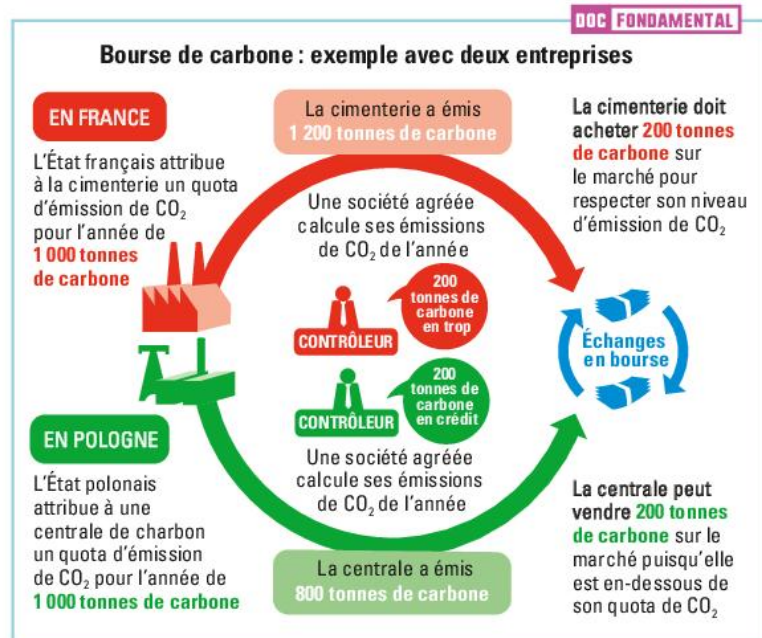 DOC FONDAMENTAL
Bourse de carbone : exemple avec deux entreprises
EN FRANCE
L'État français attribue
à la cimenterie un quota
d'émission de CO₂
pour l'année de
1 000 tonnes
de carbone
La cimenterie a émis
1 200 tonnes de carbone
Une société agréée
calcule ses émissions
de CO₂ de l'année
La cimenterie doit
acheter 200 tonnes
de carbone sur
le marché pour
respecter son niveau
d'émission de CO₂
CONTRÔLEUR
200
tonnes de
carbone
en trop
CONTRÔLEUR
200
tonnes de
carbone
en crédit
Échanges
en bourse
EN POLOGNE
L'État polonais
attribue à une
centrale de charbon
un quota d'émission
de CO₂ pour l'année de
1 000 tonnes de carbone
Une société agréée
calcule ses émissions
de CO₂ de l'année
La centrale a émis
800 tonnes de carbone
La centrale peut
vendre 200 tonnes
de carbone sur le
marché puisqu'elle
est en-dessous de
son quota de CO₂